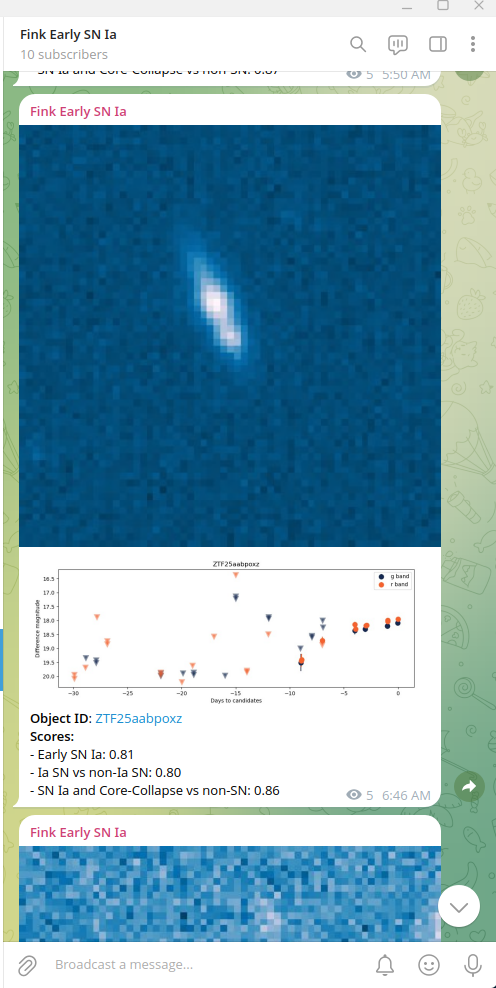 Fink Early SN Ia
10 subscribers
- SN Ia and Core-Collapse vs non-SN: 0.87
5 5:50 AM
Fink Early SN Ia
ZTF25aabpoxz
g band
r band
Difference magnitude
16.5
17.0
17.5
18.0
18.5
19.0
19.5
20.0
−30 −25 −20 −15 −10 −5 0
Days to candidates
Object ID: ZTF25aabpoxz
Scores:
- Early SN Ia: 0.81
- Ia SN vs non-Ia SN: 0.80
- SN Ia and Core-Collapse vs non-SN: 0.86
5 6:46 AM
Fink Early SN Ia
Broadcast a message...